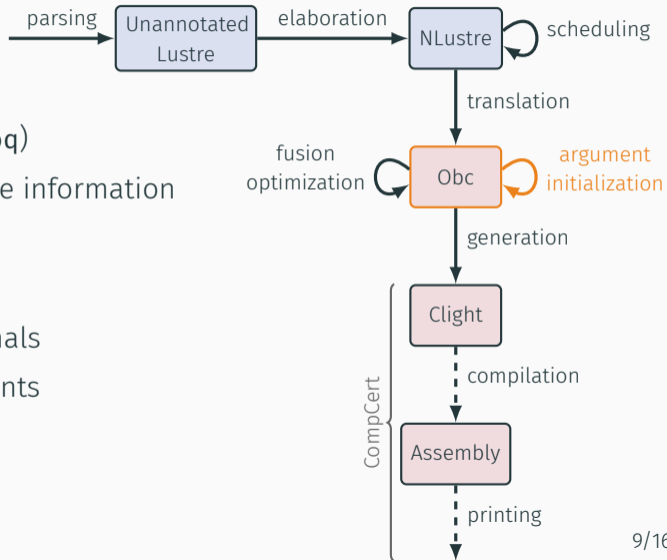 parsing
Unannotated
Lustre
elaboration
NLustre
scheduling
translation
q)
e information
fusion
optimization
Obc
argument
initialization
generation
Clight
nals
nts
compilation
CompCert
Assembly
printing
9/16